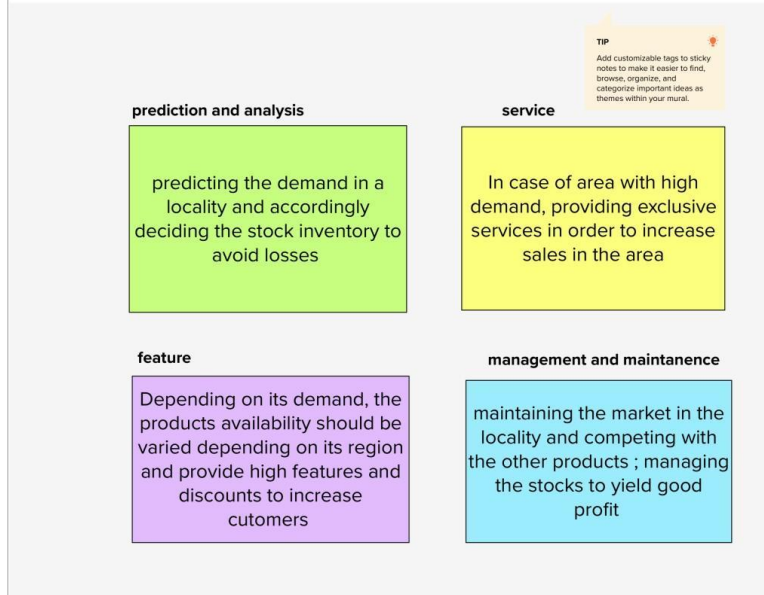 TIP
Add customizable tags to sticky
notes to make it easier to find,
browse, organize, and
categorize important ideas as
themes within your mural.
prediction and analysis
predicting the demand in a
locality and accordingly
deciding the stock inventory to
avoid losses
service
In case of area with high
demand, providing exclusive
services in order to increase
sales in the area
feature
Depending on its demand, the
products availability should be
varied depending on its region
and provide high features and
discounts to increase
cutomers
management and maintanence
maintaining the market in the
locality and competing with
the other products ; managing
the stocks to yield good
profit